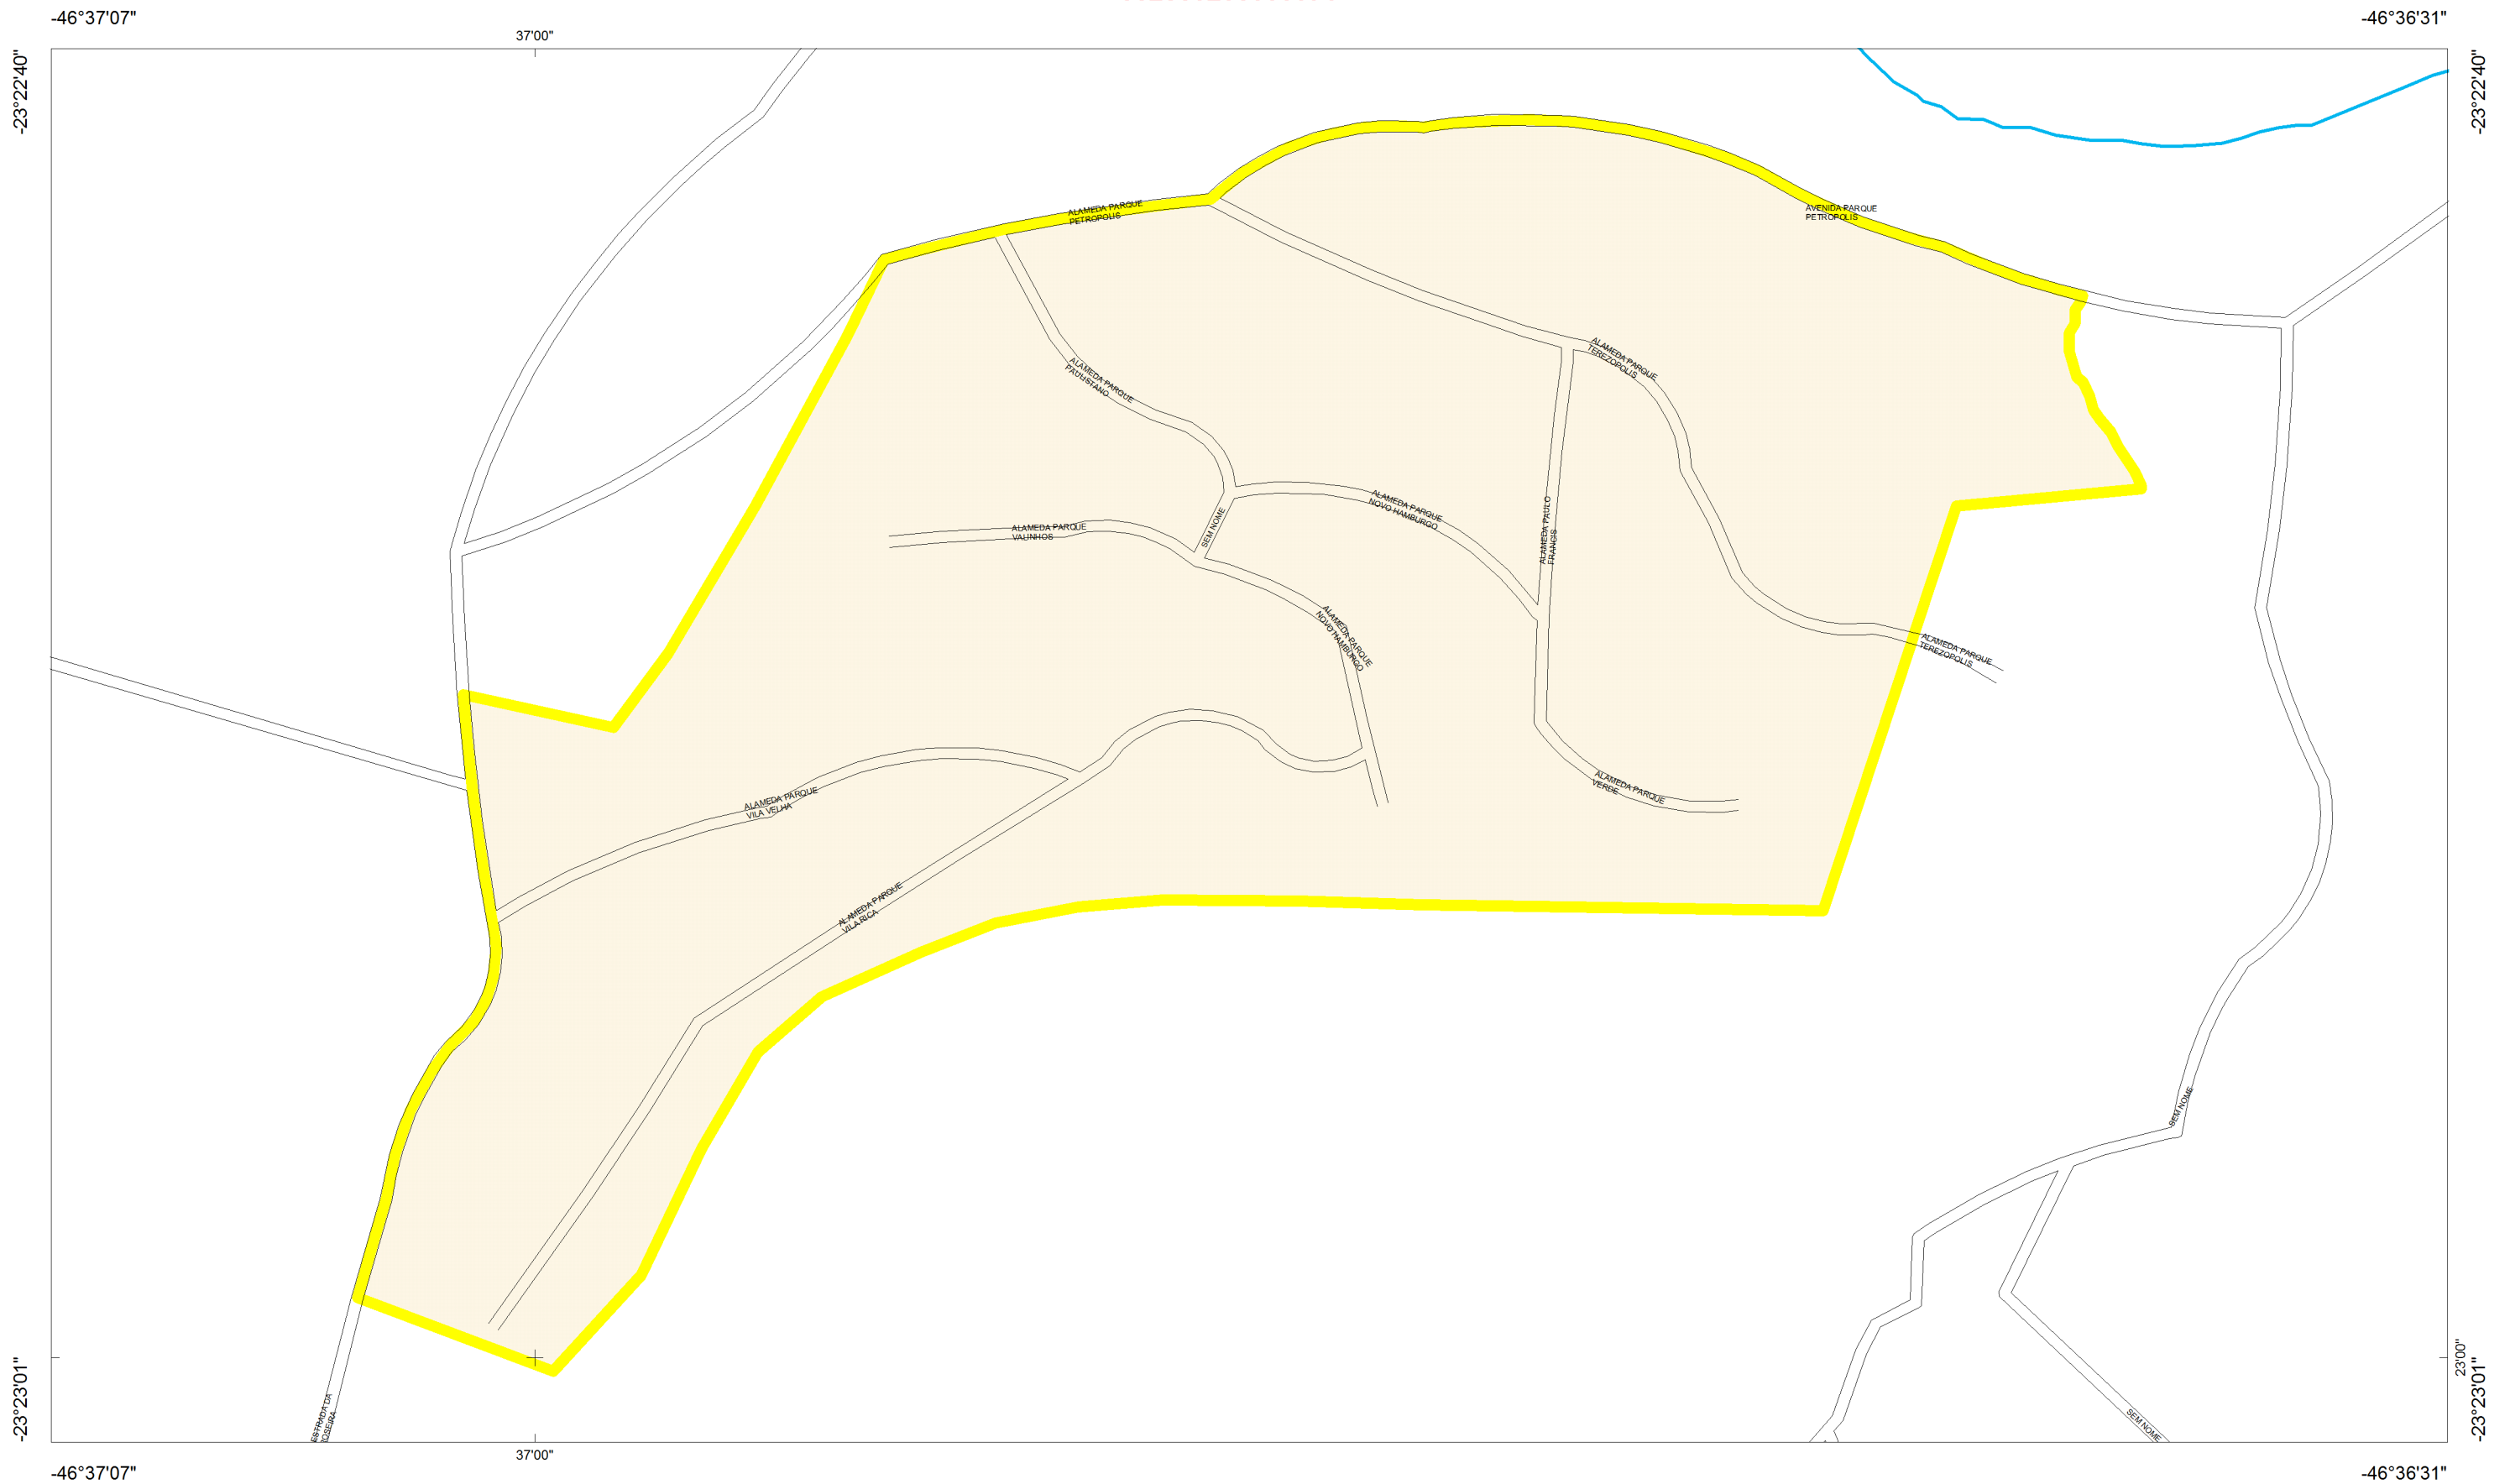 -46°37'07"
-46°36'31"
37'00"
-23°22'40"
-23°22'40"
ALAMEDA PARQUE
PETROPOLIS
AVENIDA PARQUE
PETROPOLIS
ALAMEDA PARQUE
TEREZOPOLIS
ALAMEDA PARQUE
PAULISTANO
ALAMEDA PARQUE
NOVO HAMBURGO
ALAMEDA PAULO
FRANCIS
SEM NOME
ALAMEDA PARQUE
VALINHOS
ALAMEDA PARQUE
NOVO HAMBURGO
ALAMEDA PARQUE
TEREZOPOLIS
ALAMEDA PARQUE
VILA VELHA
ALAMEDA PARQUE
VERDE
ALAMEDA PARQUE
VILA RICA
SEM NOME
ESTRADA DA
SEM NOME
23'00"
-23°23'01"
-23°23'01"
37'00"
-46°37'07"
-46°36'31"